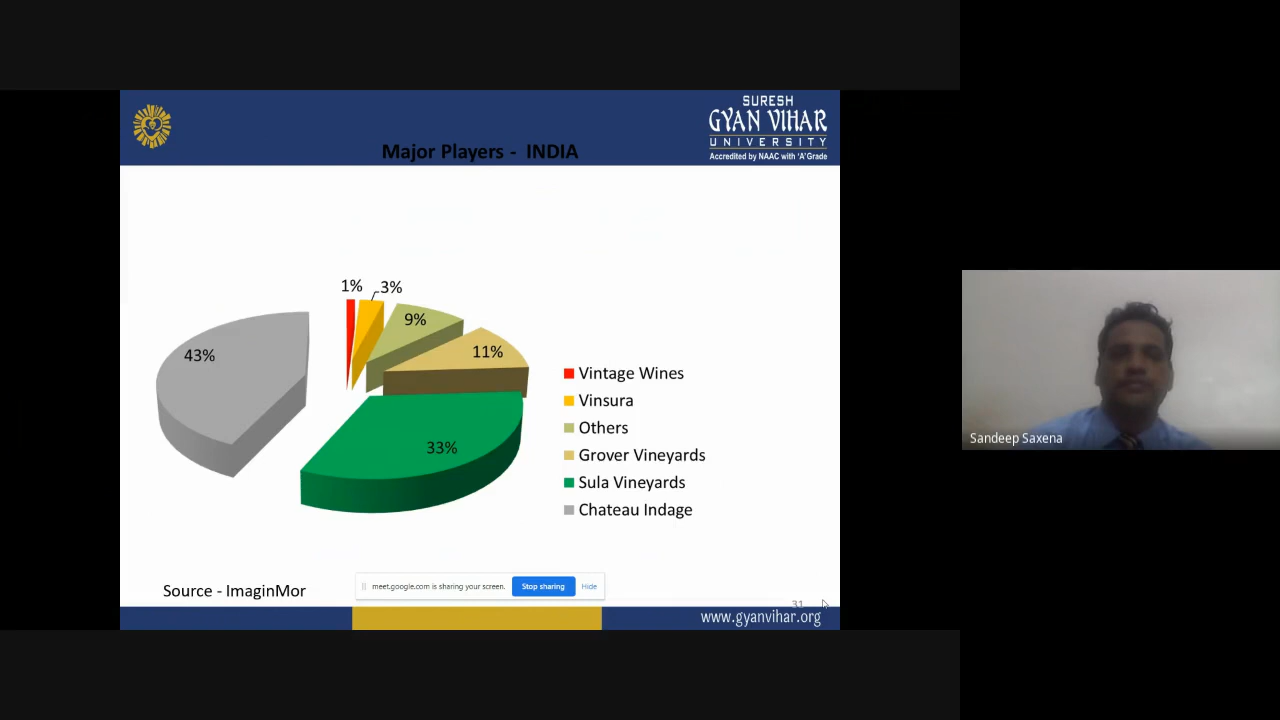 SURESH
GYAN VIHAR
UNIVERSITY
Accredited by NAAC with 'A' Grade
Major Players - INDIA
1%
3%
9%
11%
43%
33%
Vintage Wines
Vinsura
Others
Grover Vineyards
Sula Vineyards
Chateau Indage
Sandeep Saxena
Source - ImaginMor
meet.google.com is sharing your screen.
Stop sharing
Hide
31
www.gyanvihar.org